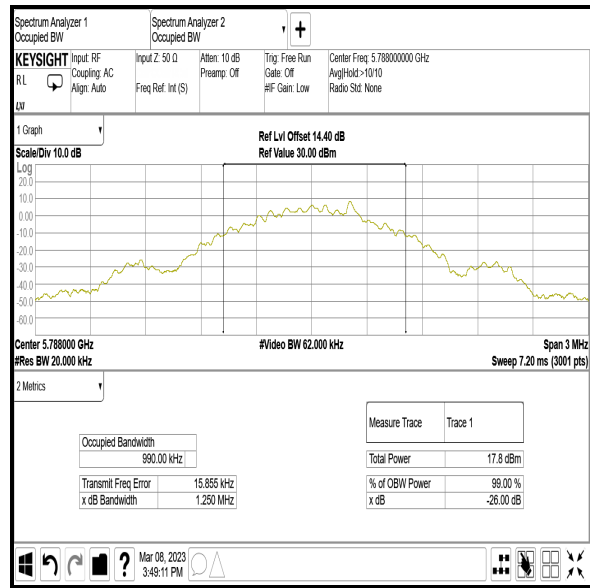 Spectrum Analyzer 1
Occupied BW
Spectrum Analyzer 2
Occupied BW
+
KEYSIGHT
RL
LXI
Input: RF
Coupling: AC
Align: Auto
Input Z: 50 Ω
Freq Ref: Int (S)
Atten: 10 dB
Preamp: Off
Trig: Free Run
Gate: Off
#IF Gain: Low
Center Freq: 5.788000000 GHz
Avg|Hold:>10/10
Radio Std: None
1 Graph
Scale/Div 10.0 dB
Ref Lvl Offset 14.40 dB
Ref Value 30.00 dBm
Log
20.0
10.0
0.00
-10.0
-20.0
-30.0
-40.0
-50.0
-60.0
Center 5.788000 GHz
#Video BW 62.000 kHz
Span 3 MHz
#Res BW 20.000 kHz
Sweep 7.20 ms (3001 pts)
2 Metrics
Occupied Bandwidth
990.00 kHz
Transmit Freq Error 15.855 kHz
x dB Bandwidth 1.250 MHz
Measure Trace Trace 1
Total Power 17.8 dBm
% of OBW Power 99.00 %
x dB -26.00 dB
?
Mar 08, 2023
3:49:11 PM